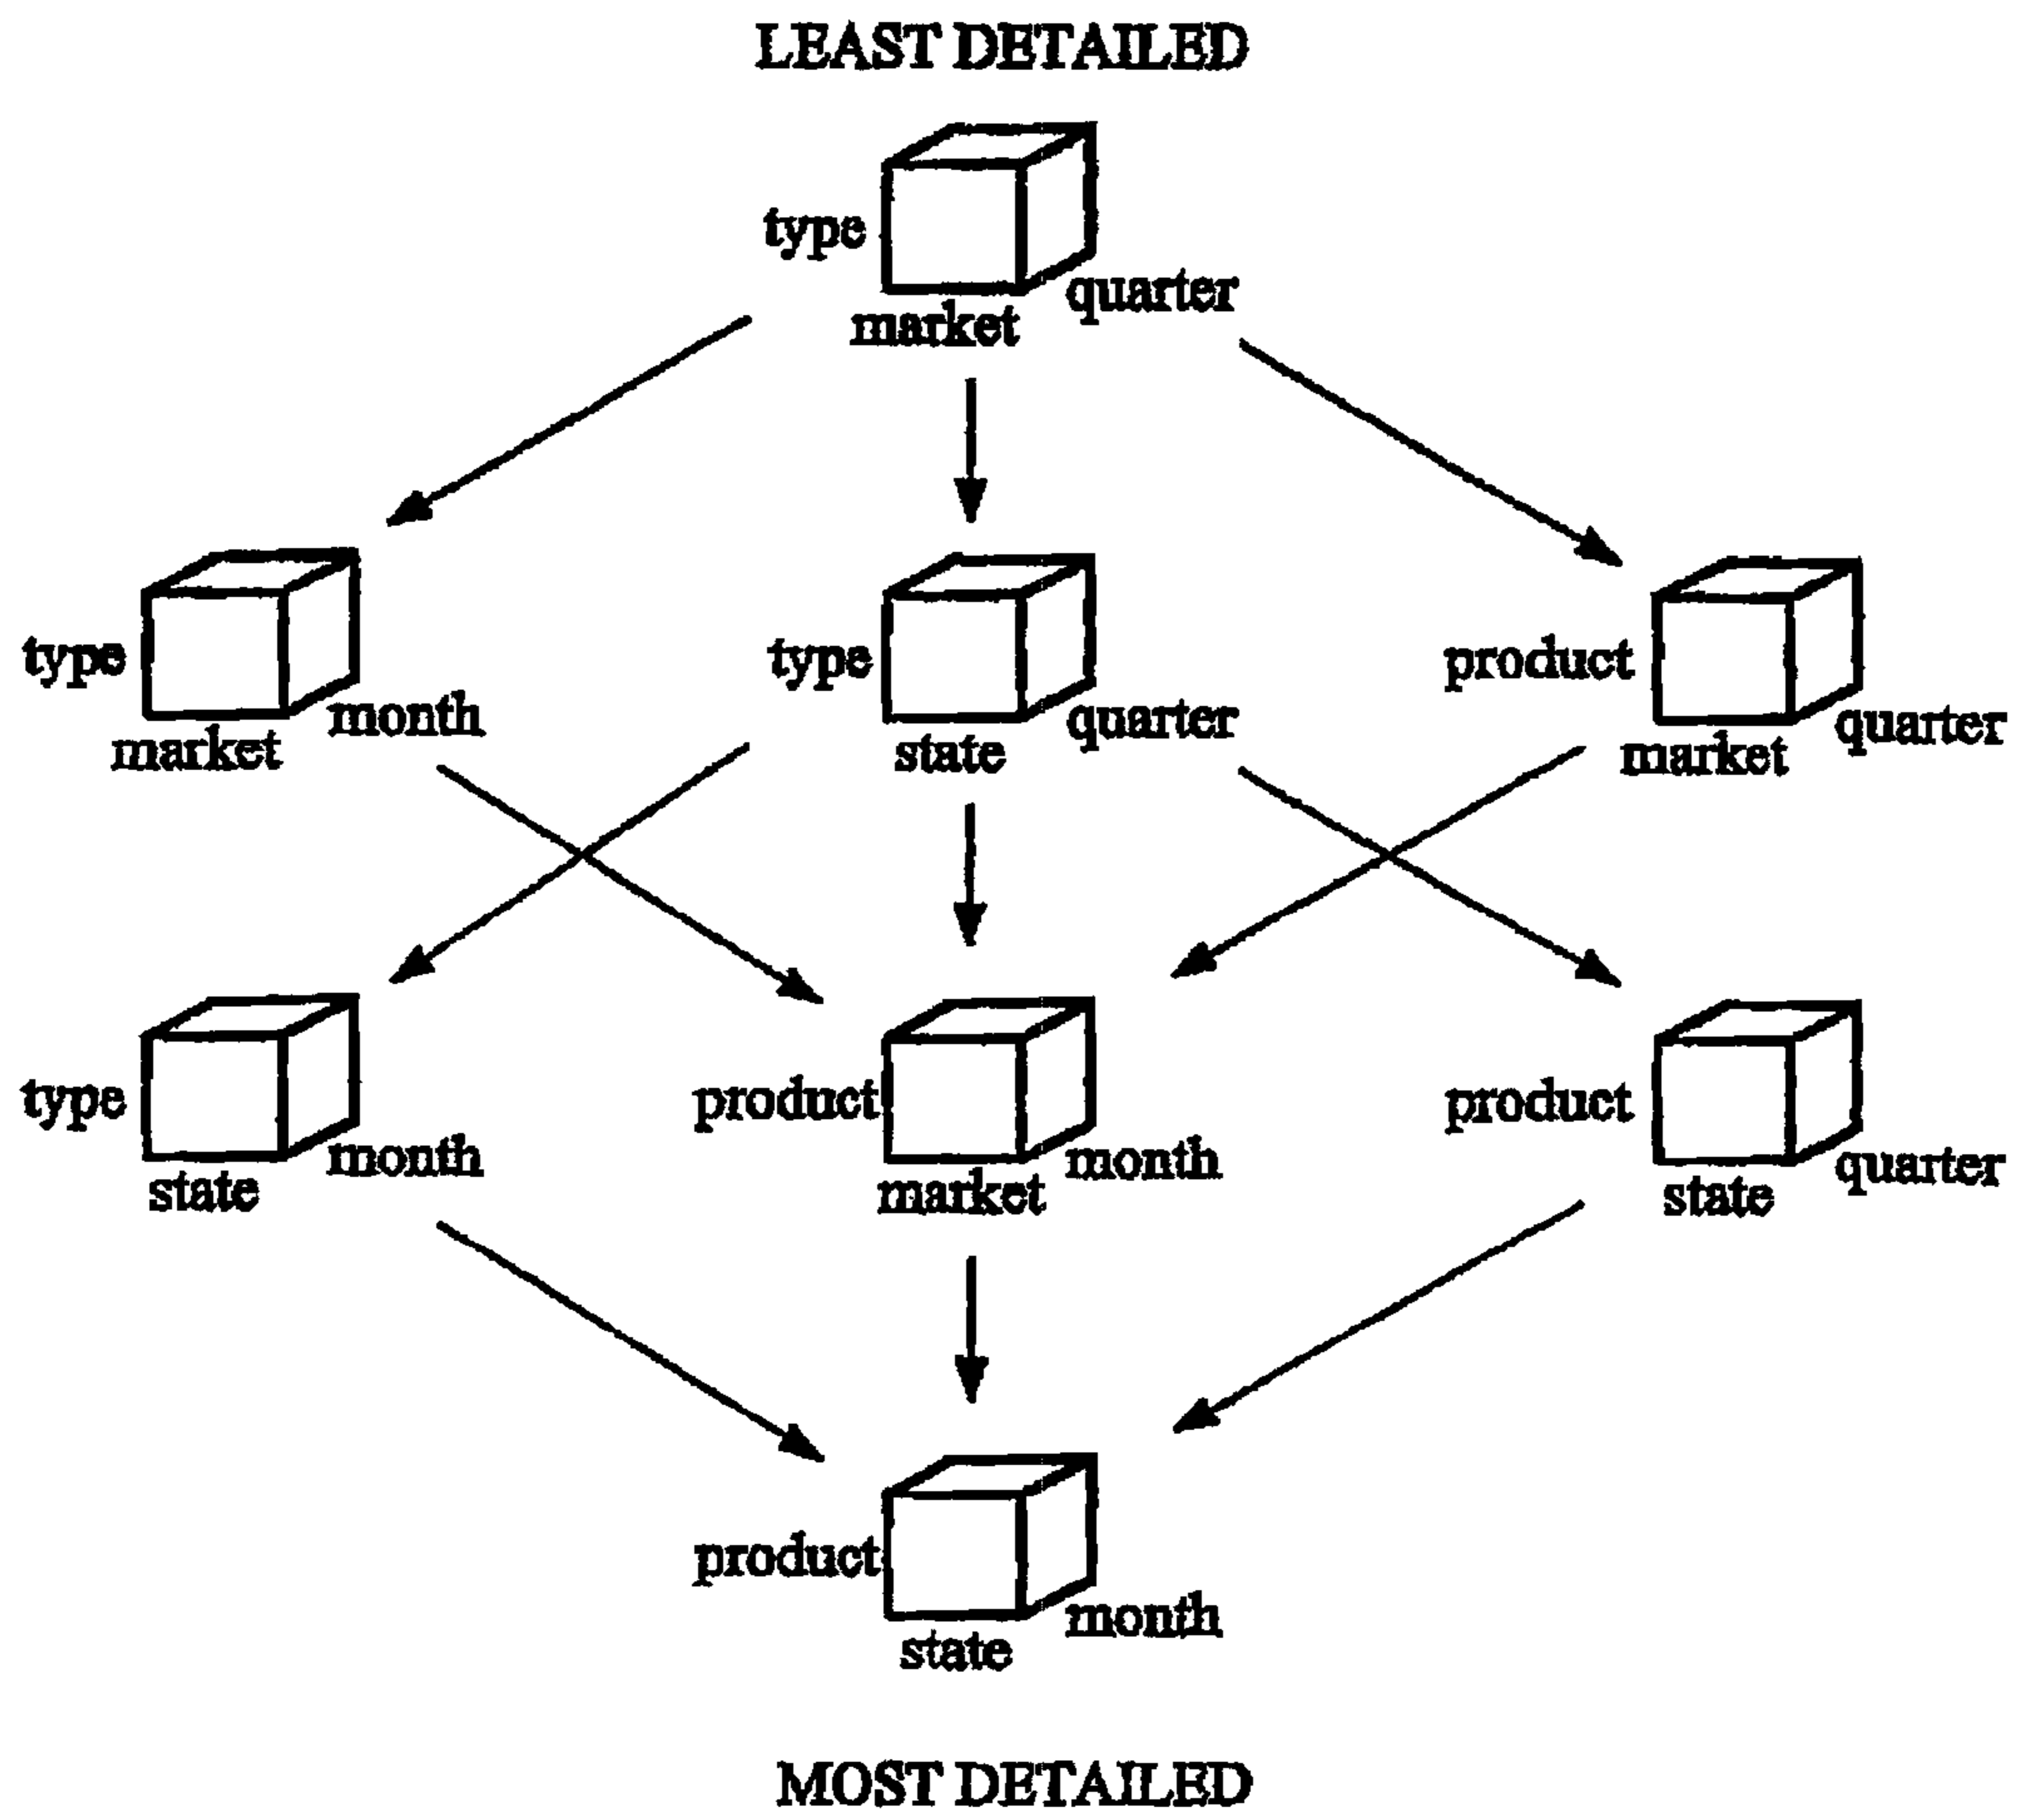 LEAST DETAILED
type
quarter
market
type
month
market
type
quarter
state
product
quarter
market
type
month
state
product
month
market
product
quarter
state
product
month
state
MOST DETAILED